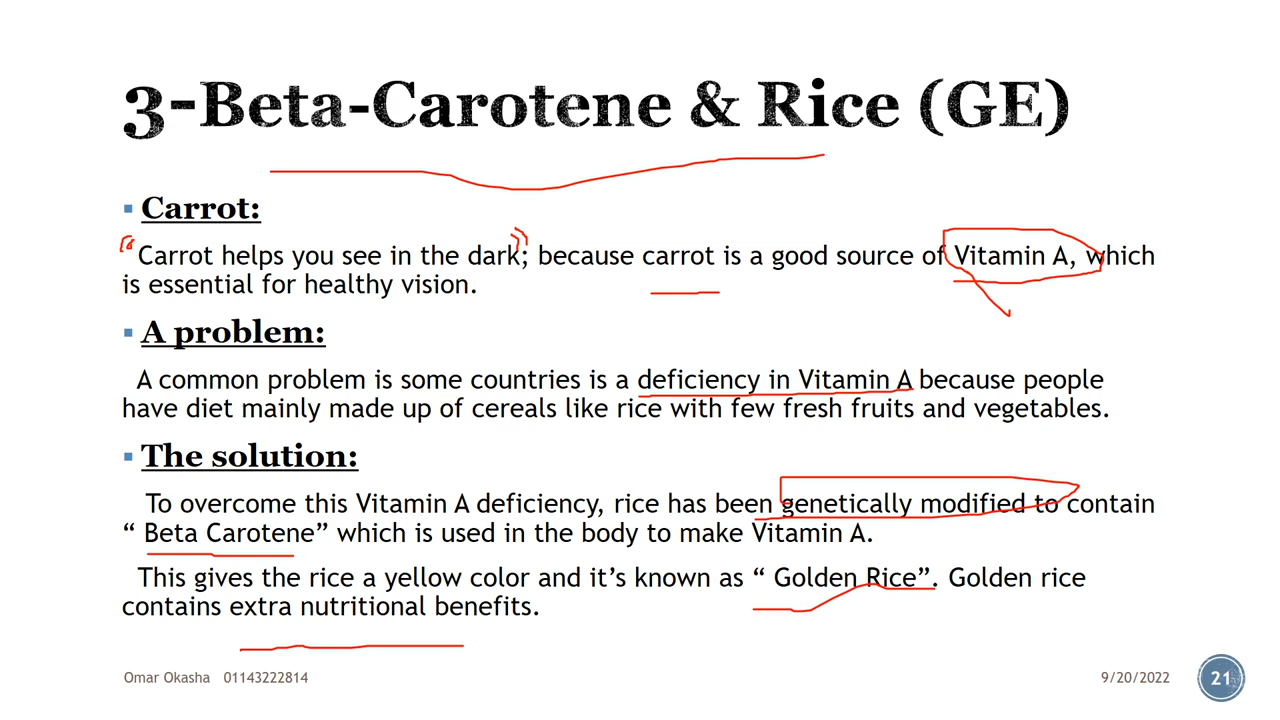 3-Beta-Carotene & Rice (GE)
Carrot:
“Carrot helps you see in the dark”; because carrot is a good source of Vitamin A, which
is essential for healthy vision.
A problem:
A common problem is some countries is a deficiency in Vitamin A because people
have diet mainly made up of cereals like rice with few fresh fruits and vegetables.
The solution:
To overcome this Vitamin A deficiency, rice has been genetically modified to contain
“ Beta Carotene” which is used in the body to make Vitamin A.
This gives the rice a yellow color and it’s known as “ Golden Rice”. Golden rice
contains extra nutritional benefits.
Omar Okasha 01143222814
9/20/2022
21